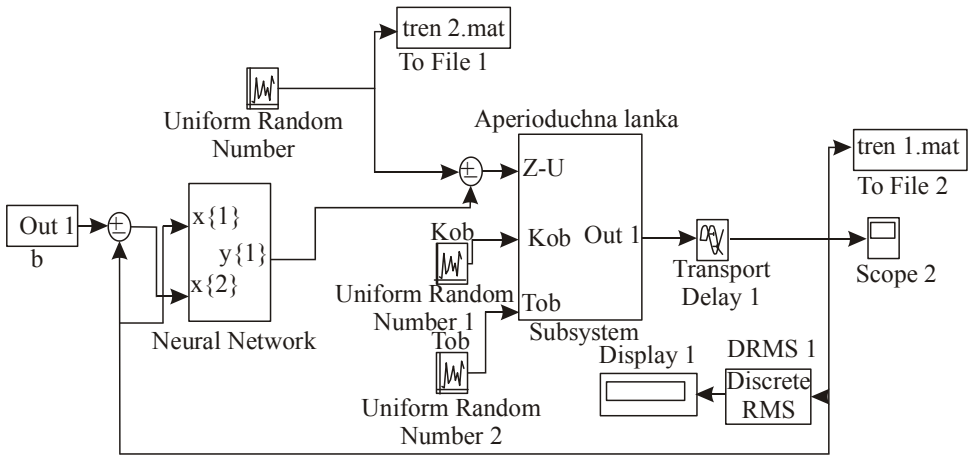 tren 2.mat
To File 1
Uniform Random
Number
Aperioduchna lanka
Z-U
Kob
Out 1
Tob
Subsystem
tren 1.mat
To File 2
Scope 2
Transport
Delay 1
Out 1
b
±
x{1}
y{1}
x{2}
Neural Network
±
Kob
Uniform Random
Number 1
Tob
Uniform Random
Number 2
Display 1
DRMS 1
Discrete
RMS